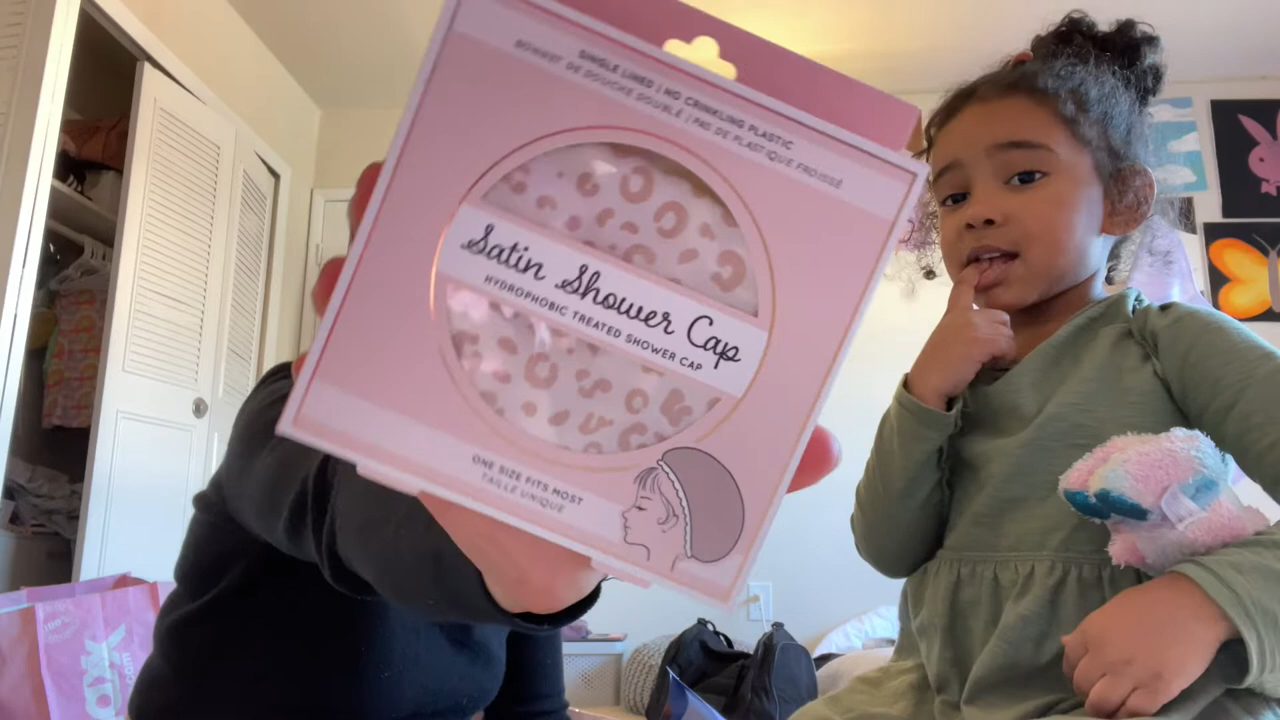 SINGLE LINED | NO CRINKLING PLASTIC
BONNET DE DOUCHE DOUBLÉ | PAS DE PLASTIQUE FROISSÉ
Satin Shower Cap
HYDROPHOBIC TREATED SHOWER CAP
ONE SIZE FITS MOST
TAILLE UNIQUE